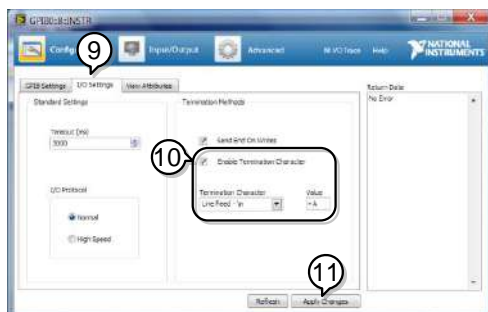 GPIB0::8::INSTR
Config
Input/Output
Advanced
NI I/O Trace
Help
NATIONAL
INSTRUMENTS
9
GPIB Settings
I/O Settings
View Attributes
Return Data
No Error
Standard Settings
Termination Methods
Timeout (ms)
3000
Send End On Writes
10
Enable Termination Character
I/O Protocol
Termination Character
Value
Line Feed - \n
Normal
High Speed
11
Refresh
Apply Changes